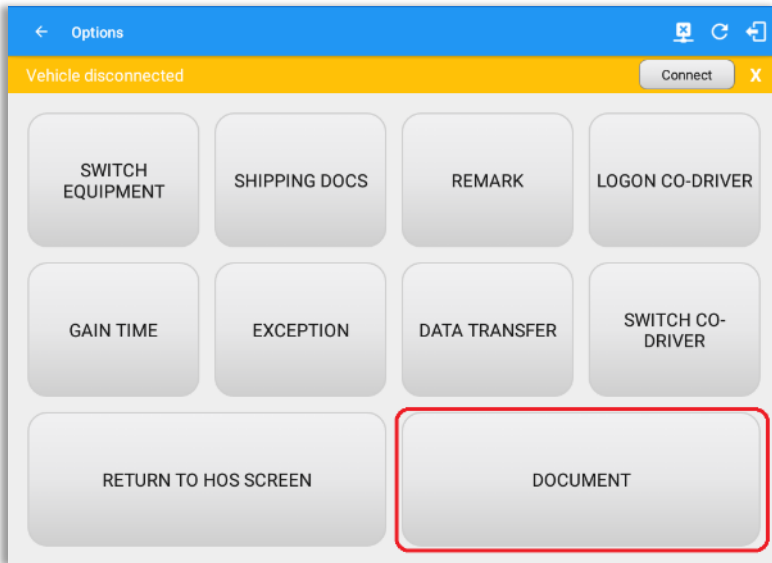 Options
Vehicle disconnected
Connect
X
SWITCH
EQUIPMENT
SHIPPING DOCS
REMARK
LOGON CO-DRIVER
GAIN TIME
EXCEPTION
DATA TRANSFER
SWITCH CO-
DRIVER
RETURN TO HOS SCREEN
DOCUMENT